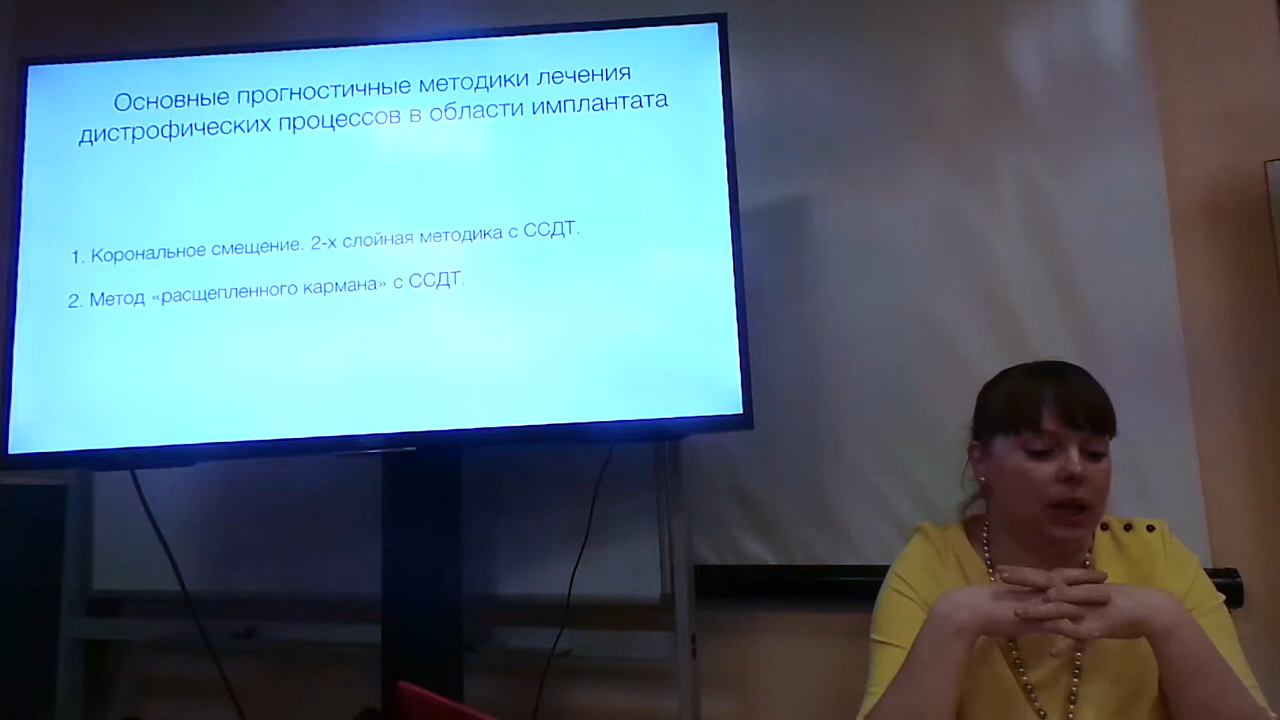 Основные прогностичные методики лечения
дистрофических процессов в области имплантата
1. Корональное смещение. 2-х слойная методика с ССДТ.
2. Метод «расщепленного кармана» с ССДТ.